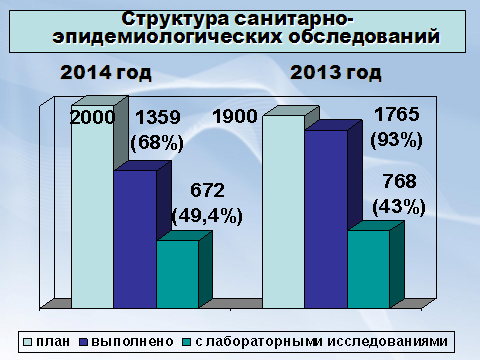 Структура санитарно-
эпидемиологических обследований
2014 год
2013 год
2000
1359
(68%)
672
(49,4%)
1900
1765
(93%)
768
(43%)
план
выполнено
с лабораторными исследованиями